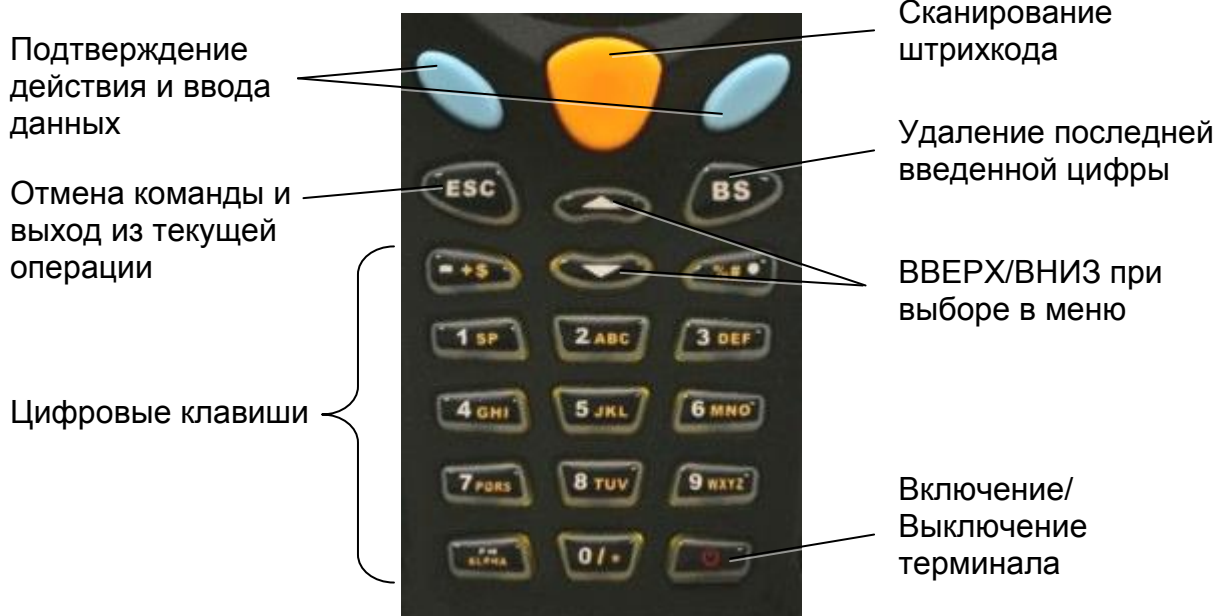 Сканирование
штрихкода
Подтверждение
действия и ввода
данных
Удаление последней
введенной цифры
ESC
BS
Отмена команды и
выход из текущей
операции
ВВЕРХ/ВНИЗ при
выборе в меню
- +$
%#
1 SP
2 ABC
3 DEF
Цифровые клавиши
4 GHI
5 JKL
6 MNO
7 PQRS
8 TUV
9 WXYZ
Включение/
Выключение
терминала
ALPHA
0 / *